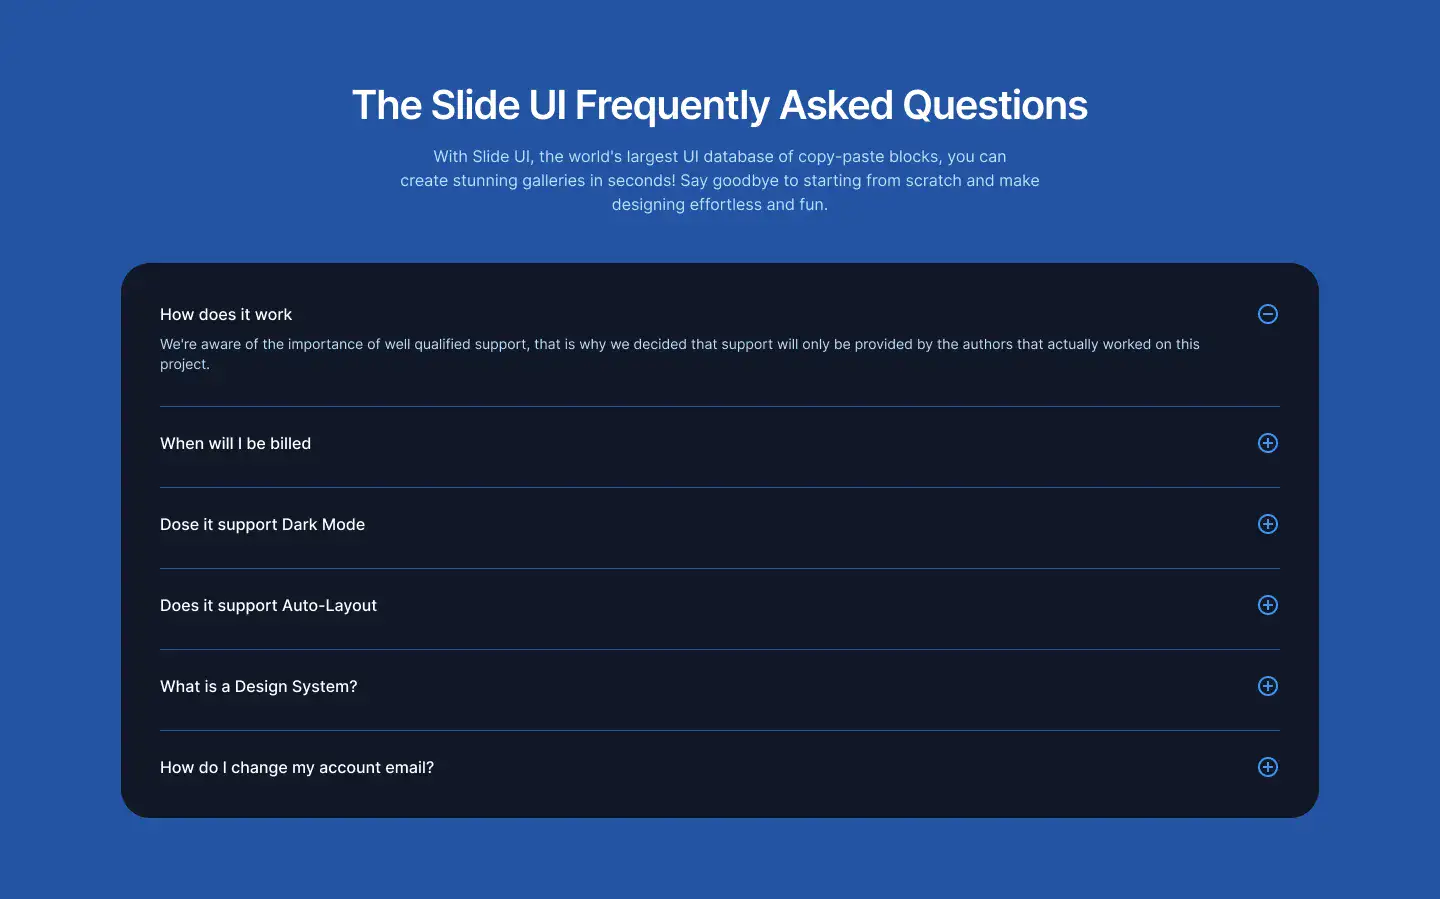 The Slide UI Frequently Asked Questions
With Slide UI, the world's largest UI database of copy-paste blocks, you can
create stunning galleries in seconds! Say goodbye to starting from scratch and make
designing effortless and fun.
How does it work
We're aware of the importance of well qualified support, that is why we decided that support will only be provided by the authors that actually worked on this
project.
When will I be billed
Dose it support Dark Mode
Does it support Auto-Layout
What is a Design System?
How do I change my account email?